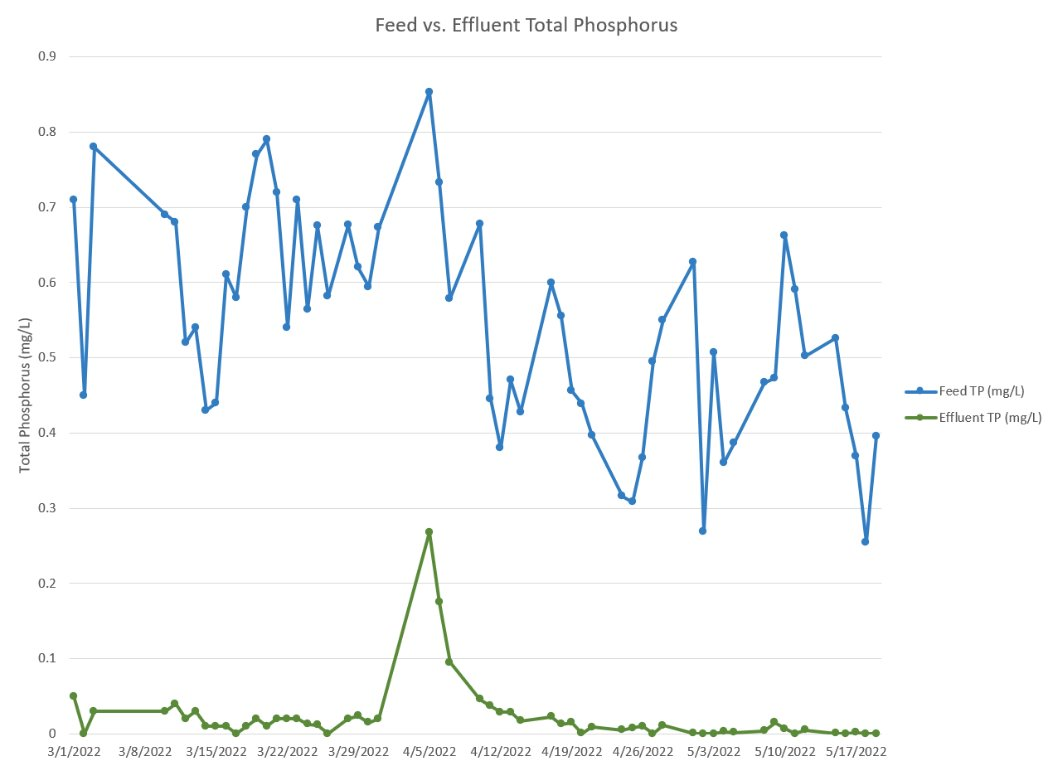 Feed vs. Effluent Total Phosphorus
0.9
0.8
0.7
0.6
0.5
0.4
0.3
0.2
0.1
0
Total Phosphorus (mg/L)
3/1/2022 3/8/2022 3/15/2022 3/22/2022 3/29/2022 4/5/2022 4/12/2022 4/19/2022 4/26/2022 5/3/2022 5/10/2022 5/17/2022
Feed TP (mg/L)
Effluent TP (mg/L)